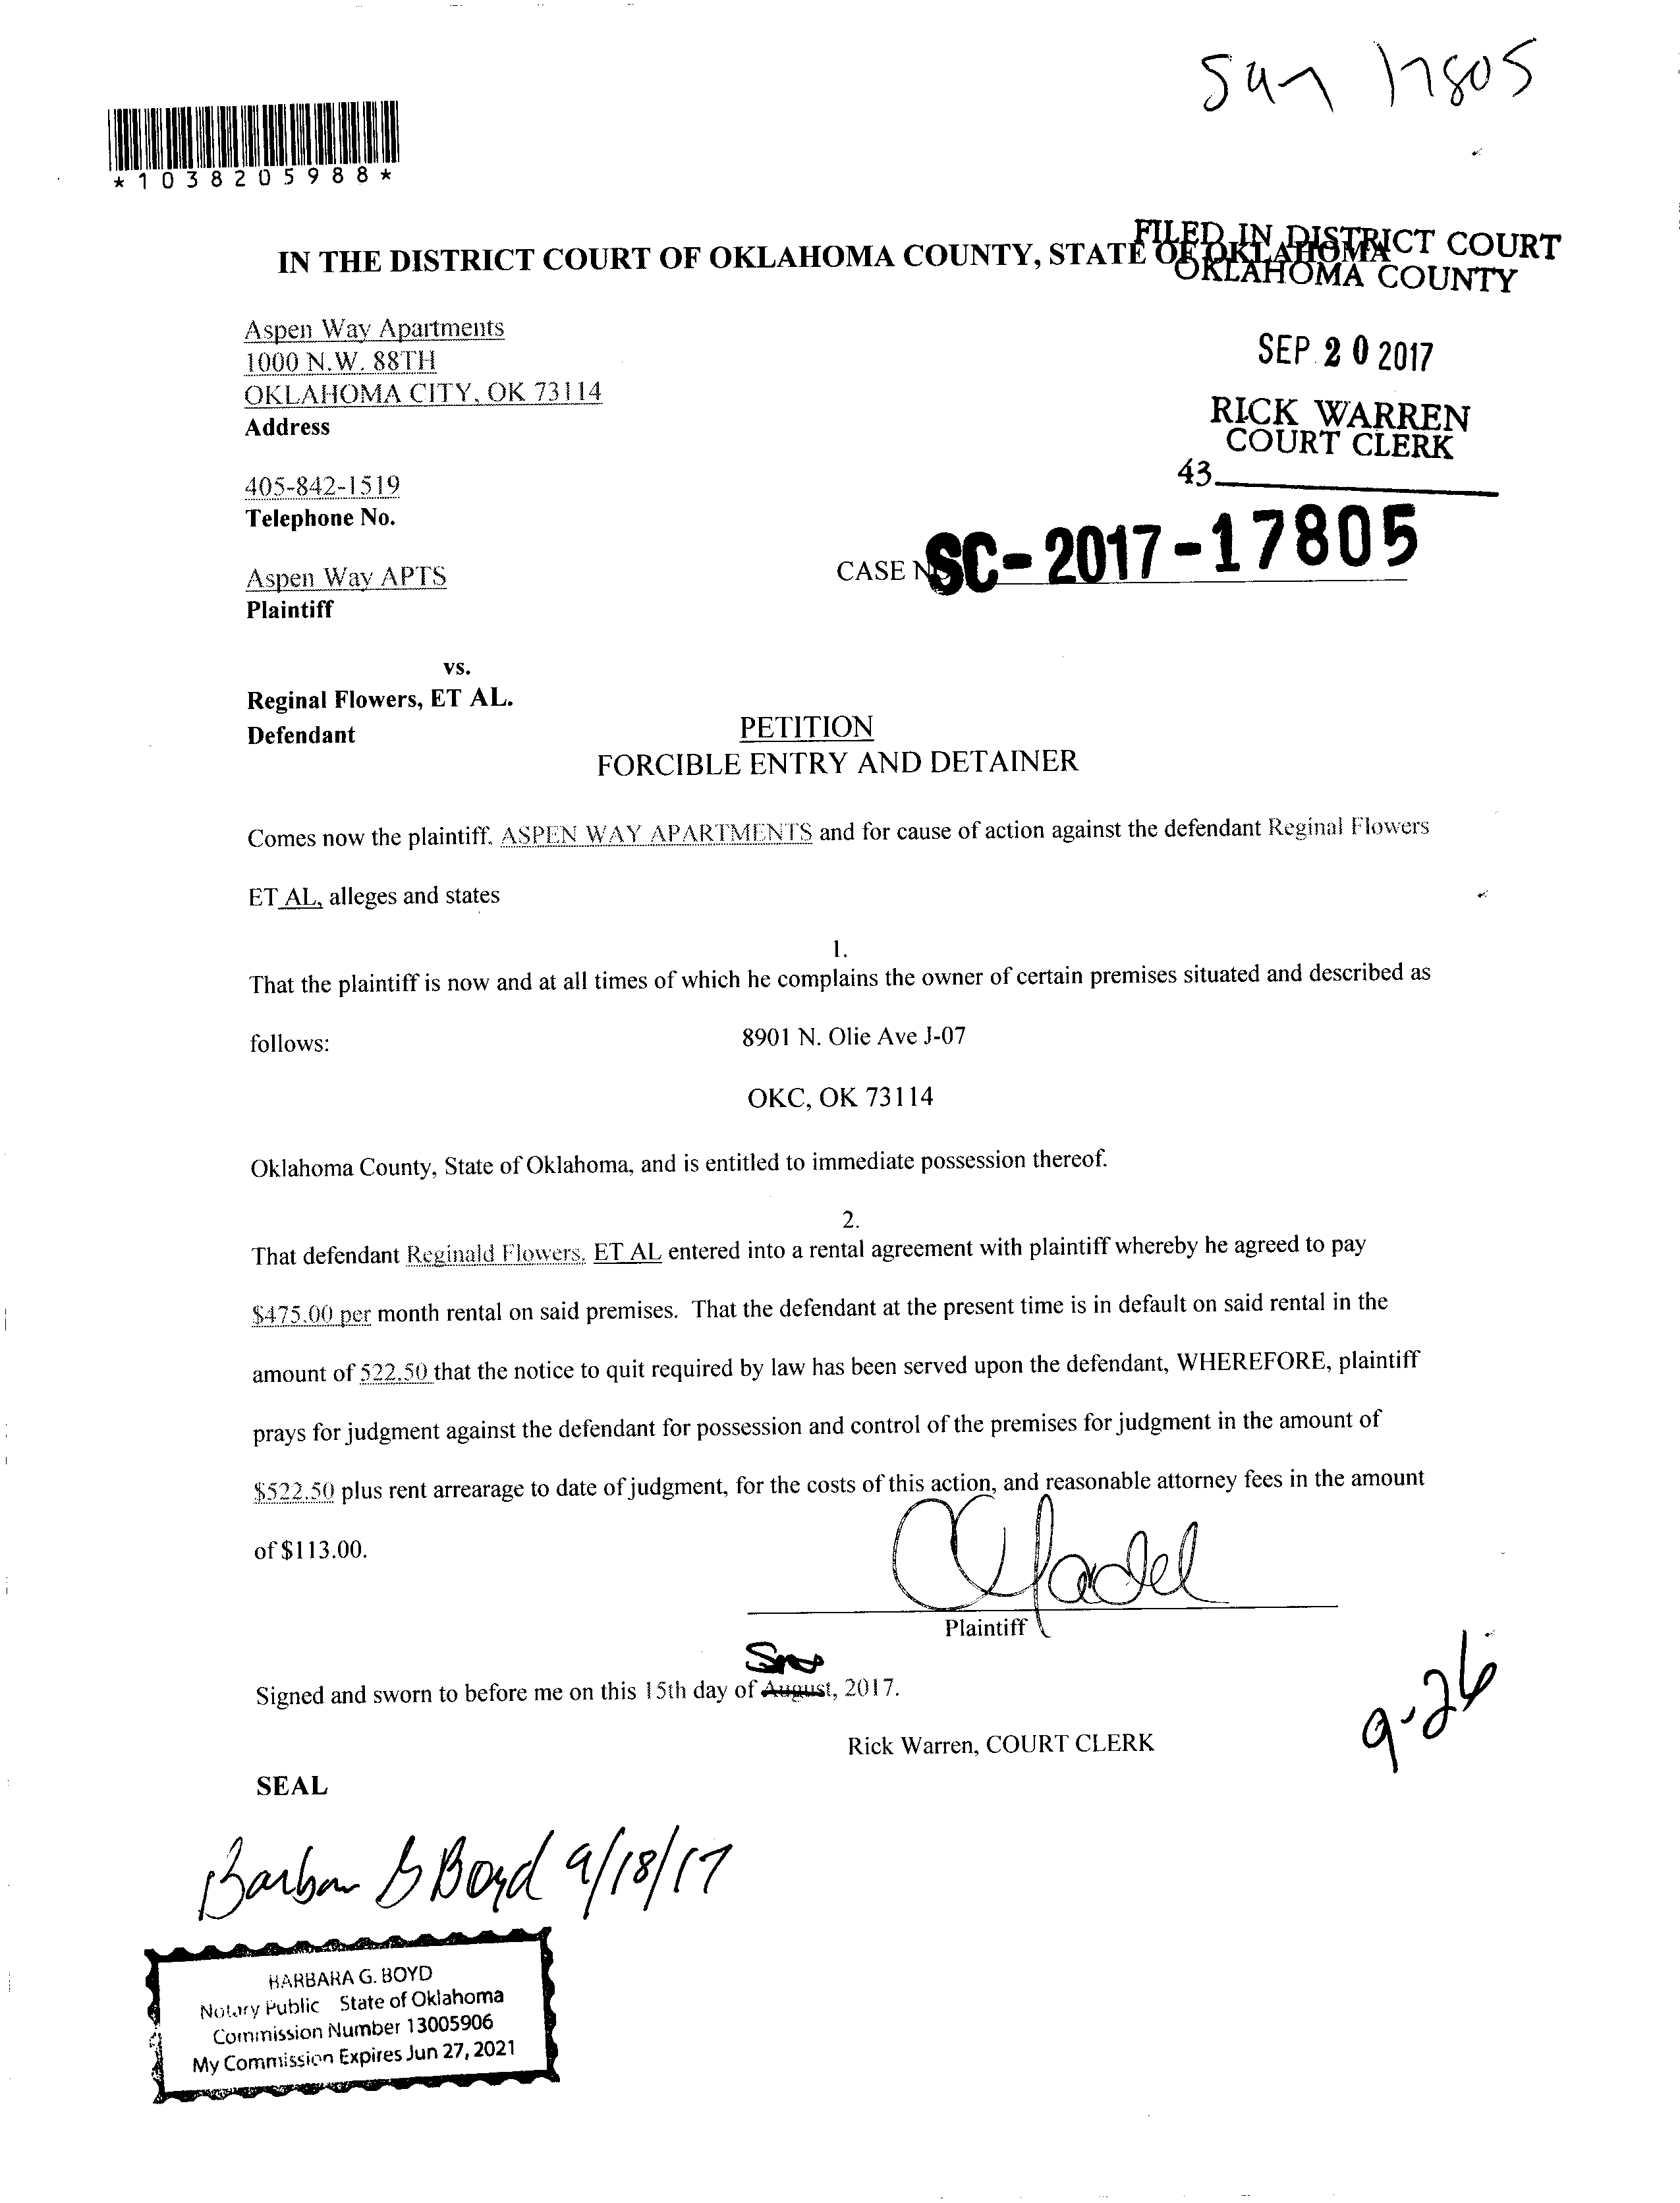 17805
*1038205988*
IN THE DISTRICT COURT OF OKLAHOMA COUNTY, STATE OF OKLAHOMA
FILED IN DISTRICT COURT
OKLAHOMA COUNTY
Aspen Way Apartments
1000 N.W. 88TH
OKLAHOMA CITY, OK 73114
Address
SEP 20 2017
RICK WARREN
COURT CLERK
43
405-842-1519
Telephone No.
CASE NO. SC-2017-17805
Aspen Way APTS
Plaintiff
vs.
Reginal Flowers, ET AL.
Defendant
PETITION
FORCIBLE ENTRY AND DETAINER
Comes now the plaintiff, ASPEN WAY APARTMENTS and for cause of action against the defendant Reginal Flowers
ET AL, alleges and states
1.
That the plaintiff is now and at all times of which he complains the owner of certain premises situated and described as
follows: 8901 N. Olie Ave J-07
OKC, OK 73114
Oklahoma County, State of Oklahoma, and is entitled to immediate possession thereof.
2.
That defendant Reginald Flowers, ET AL entered into a rental agreement with plaintiff whereby he agreed to pay
$475.00 per month rental on said premises. That the defendant at the present time is in default on said rental in the
amount of 522.50 that the notice to quit required by law has been served upon the defendant, WHEREFORE, plaintiff
prays for judgment against the defendant for possession and control of the premises for judgment in the amount of
$522.50 plus rent arrearage to date of judgment, for the costs of this action, and reasonable attorney fees in the amount
of $113.00.
Plaintiff
Signed and sworn to before me on this 15th day of August, 2017.
9-26
Rick Warren, COURT CLERK
SEAL
Barbara G Boyd 9/18/17
BARBARA G. BOYD
Notary Public State of Oklahoma
Commission Number 13005906
My Commission Expires Jun 27, 2021